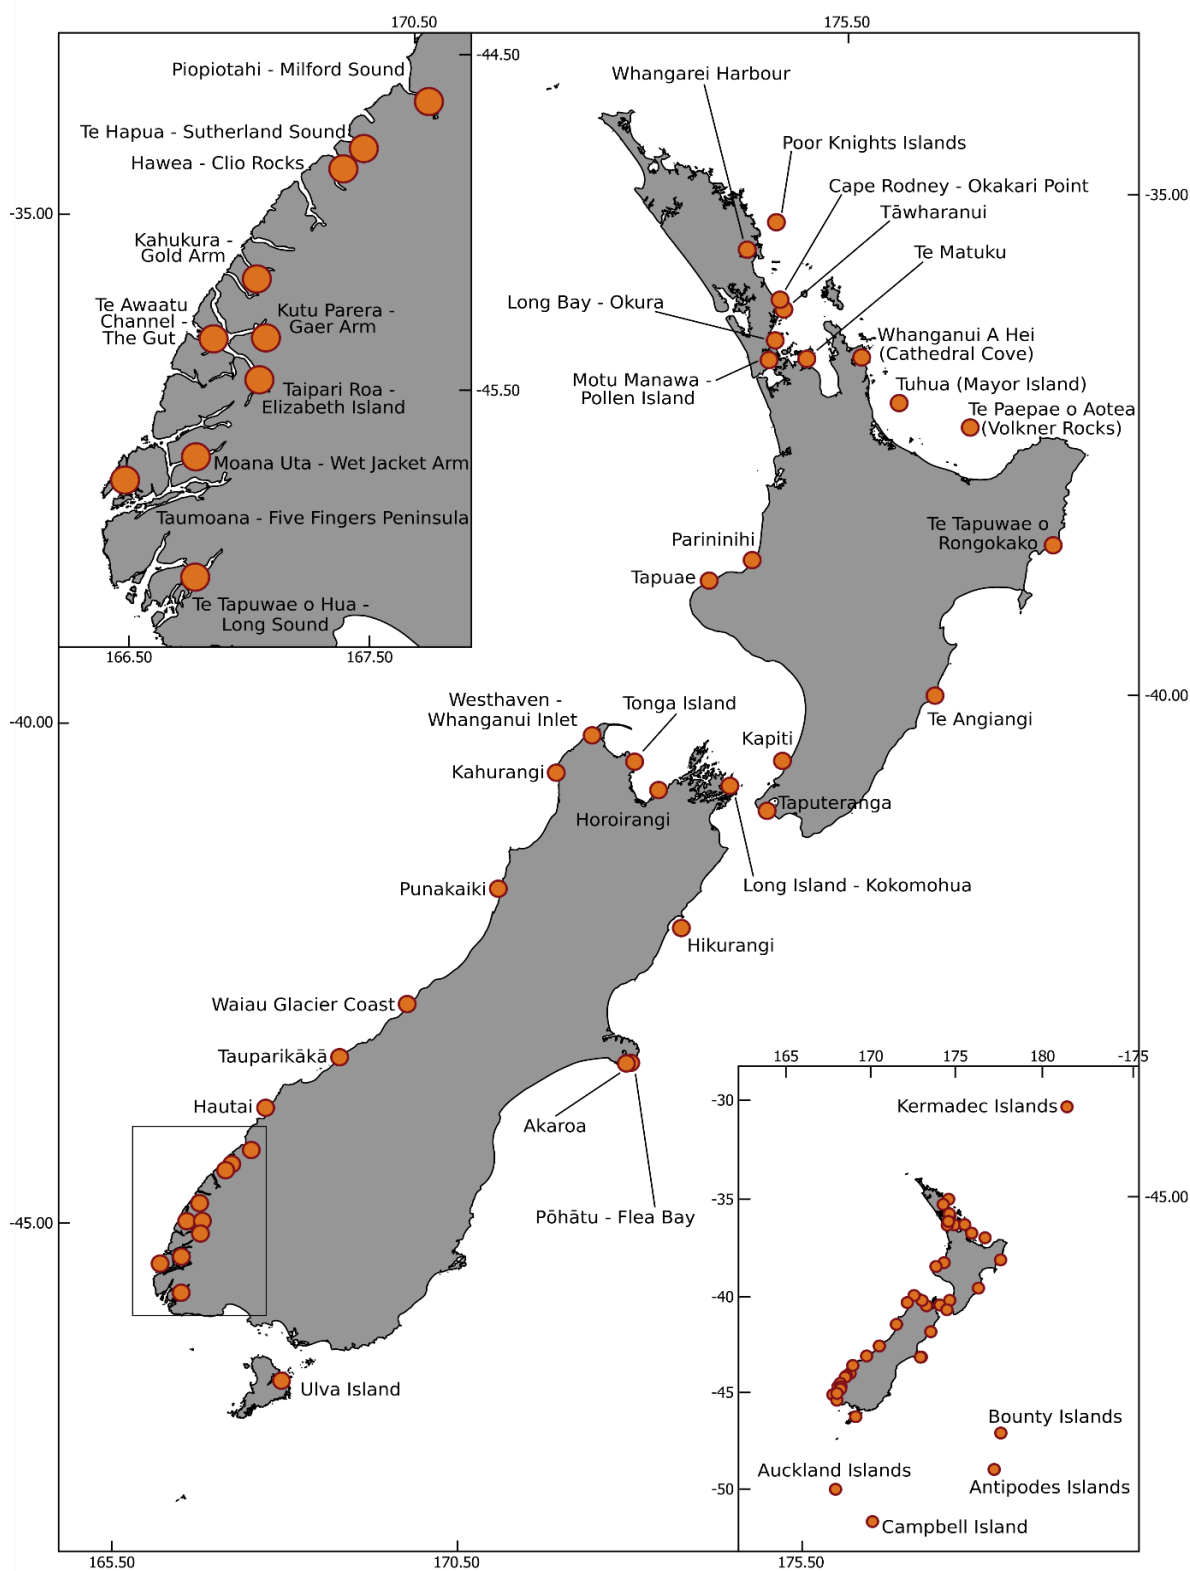 170.50
175.50
-44.50
Piopiotahi - Milford Sound
Whangarei Harbour
Te Hapua - Sutherland Sound
Poor Knights Islands
Hawea - Clio Rocks
Cape Rodney - Okakari Point
-35.00
-35.00
Tāwharanui
Kahukura -
Gold Arm
Te Matuku
Te Awaatu
Channel -
The Gut
Kutu Parera -
Gaer Arm
Long Bay - Okura
Whanganui A Hei
(Cathedral Cove)
Motu Manawa -
Pollen Island
-45.50
Taipari Roa -
Elizabeth Island
Tuhua (Mayor Island)
Te Paepae o Aotea
(Volkner Rocks)
Moana Uta - Wet Jacket Arm
Taumoana - Five Fingers Peninsula
Te Tapuwae o
Rongokako
Parininihi
Tapuae
Te Tapuwae o Hua -
Long Sound
166.50
167.50
Westhaven -
Whanganui Inlet
Tonga Island
-40.00
-40.00
Te Angiangi
Kapiti
Kahurangi
Taputeranga
Horoirangi
Punakaiki
Long Island - Kokomohua
Hikurangi
Waiau Glacier Coast
Tauparikākā
165
170
175
180
-175
Hautai
-30
Kermadec Islands
Akaroa
-35
-45.00
-45.00
Pōhātu - Flea Bay
-40
Ulva Island
-45
Bounty Islands
Auckland Islands
-50
Antipodes Islands
Campbell Island
165.50
170.50
175.50